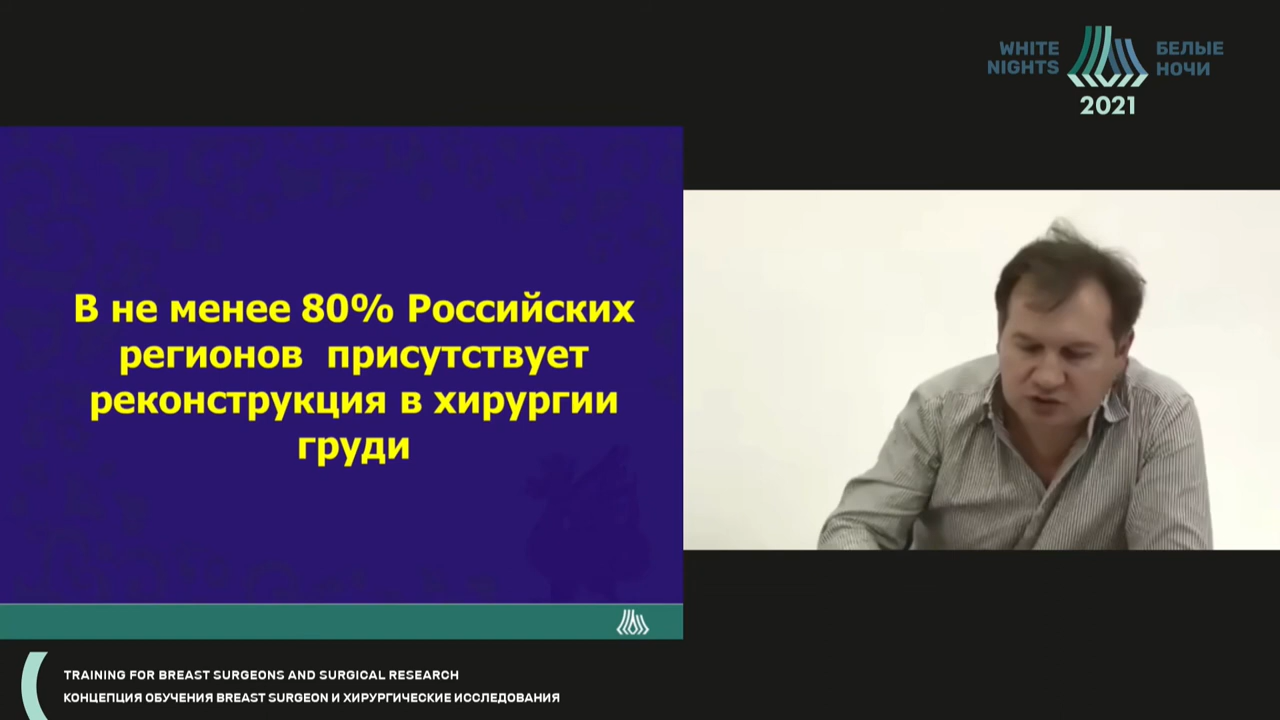 WHITE
NIGHTS
БЕЛЫЕ
НОЧИ
2021
В не менее 80% Российских
регионов присутствует
реконструкция в хирургии
груди
TRAINING FOR BREAST SURGEONS AND SURGICAL RESEARCH
КОНЦЕПЦИЯ ОБУЧЕНИЯ BREAST SURGEON И ХИРУРГИЧЕСКИЕ ИССЛЕДОВАНИЯ